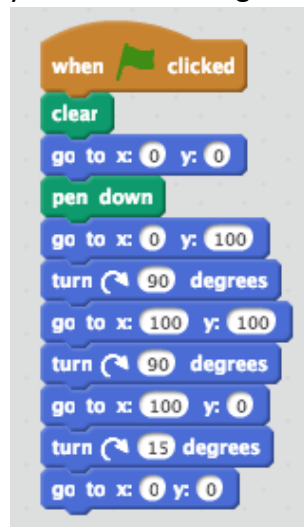 when clicked
clear
go to x: 0 y: 0
pen down
go to x: 0 y: 100
turn 90 degrees
go to x: 100 y: 100
turn 90 degrees
go to x: 100 y: 0
turn 15 degrees
go to x: 0 y: 0